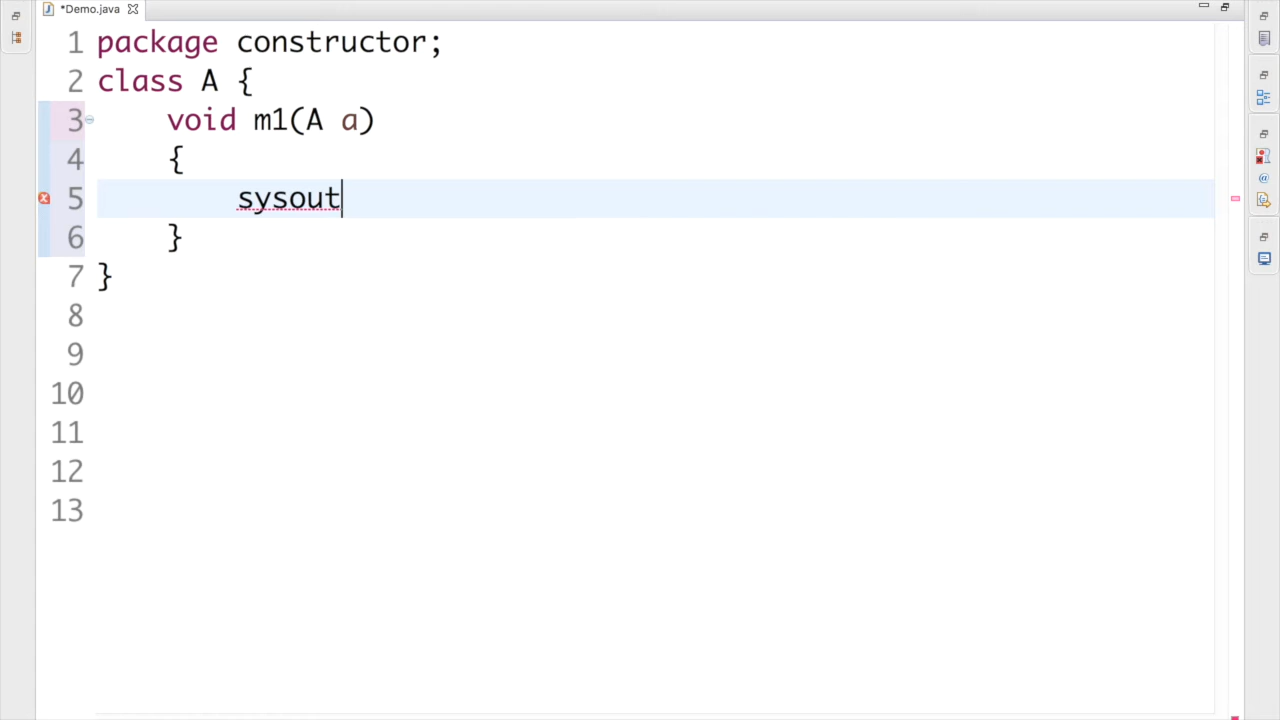 *Demo.java
1 package constructor;
2 class A {
3 void m1(A a)
4 {
5 sysout
6 }
7 }
8
9
10
11
12
13